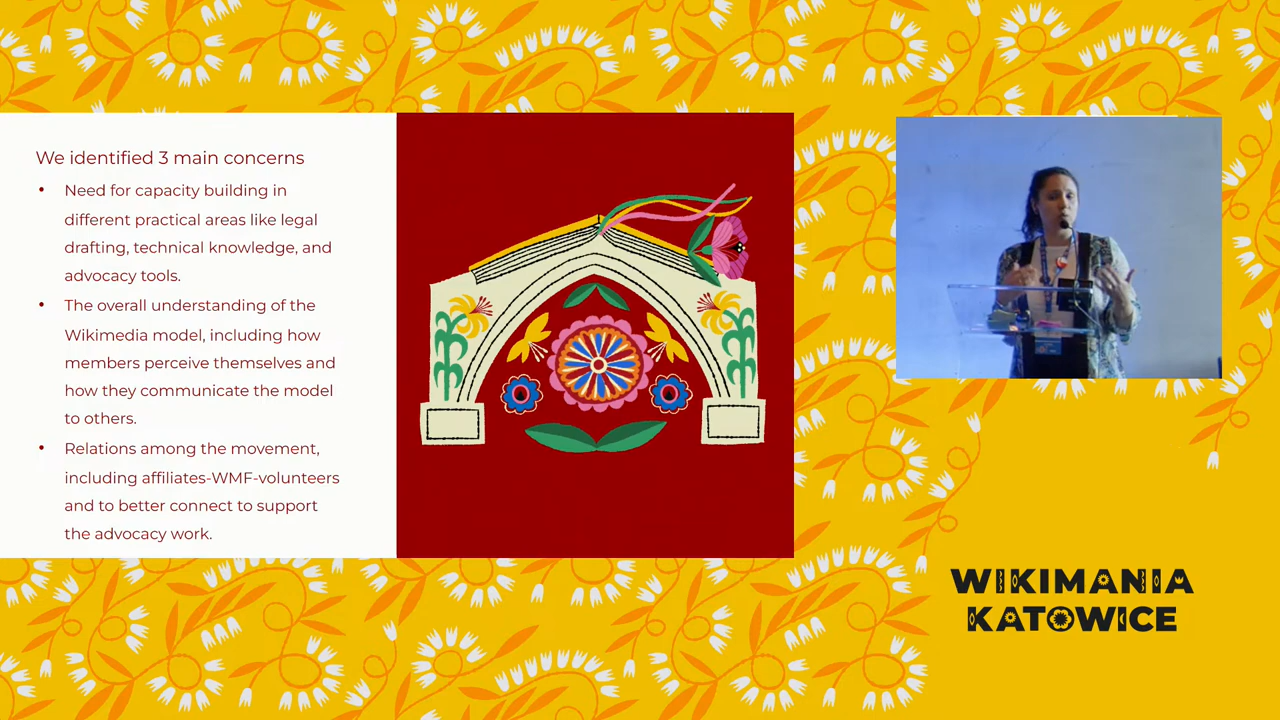 We identified 3 main concerns
• Need for capacity building in
different practical areas like legal
drafting, technical knowledge, and
advocacy tools.
• The overall understanding of the
Wikimedia model, including how
members perceive themselves and
how they communicate the model
to others.
• Relations among the movement,
including affiliates-WMF-volunteers
and to better connect to support
the advocacy work.
WIKIMANIA
KATOWICE